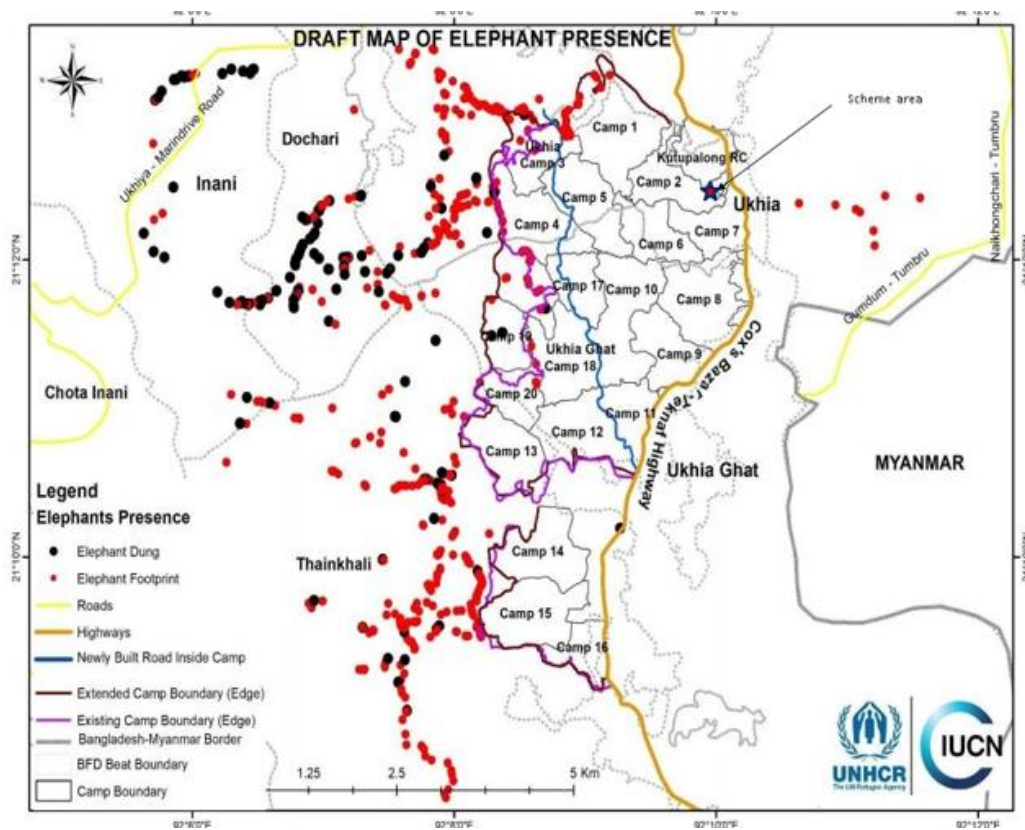 DRAFT MAP OF ELEPHANT PRESENCE
Scheme area
Camp 1
Dochari
Ukhiya - Marindrive Road
Ukhia
Camp 3
Kutupalong RC
Camp 2
Inani
Camp 5
Ukhia
Camp 4
Camp 7
Camp 6
Naikhongchari - Tumbru
21°12'0"N
Camp 17
Camp 10
Camp 8
Gumdum - Tumbru
Camp 19
Ukhia Ghat
Camp 18
Camp 9
Cox's Bazar-Teknaf Highway
Chota Inani
Camp 20
Camp 11
Camp 12
Camp 13
Ukhia Ghat
MYANMAR
Legend
Elephants Presence
Elephant Dung
Elephant Footprint
Roads
Highways
Newly Built Road Inside Camp
Extended Camp Boundary (Edge)
Existing Camp Boundary (Edge)
Bangladesh-Myanmar Border
BFD Beat Boundary
Camp Boundary
21°10'0"N
Thainkhali
Camp 14
Camp 15
Camp 16
1.25
2.5
5 Km
UNHCR
The UN Refugee Agency
IUCN
92°6'0"E
92°8'0"E
92°10'0"E
92°12'0"E